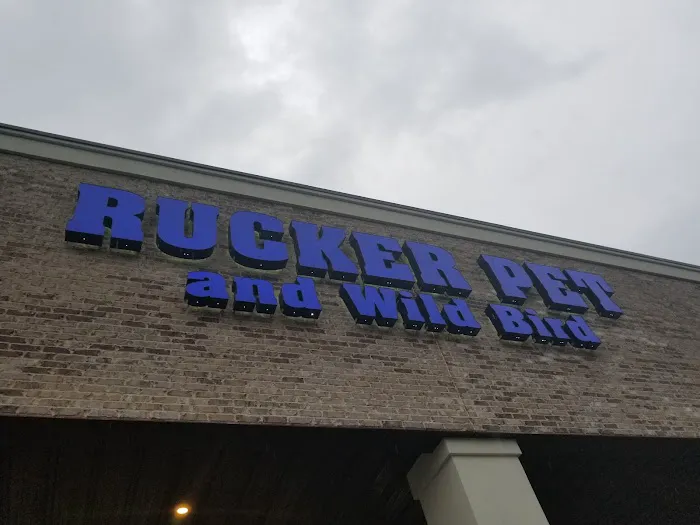 RUCKER PET
and Wild Bird